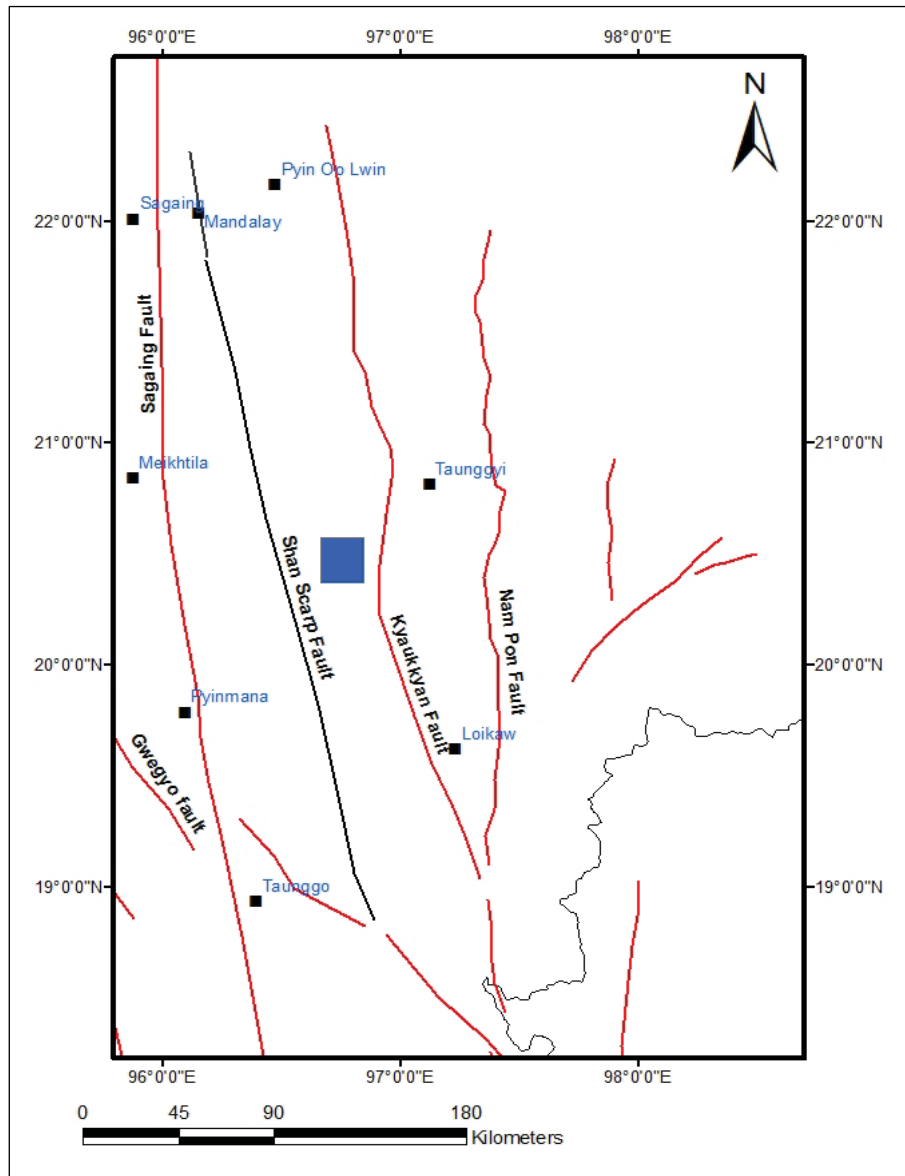 96°0'0"E
97°0'0"E
98°0'0"E
N
Pyin Oo Lwin
Sagaing
Mandalay
22°0'0"N
22°0'0"N
Sagaing Fault
21°0'0"N
21°0'0"N
Meikhtila
Taunggyi
Shan Scarp Fault
Kyaukkyan Fault
Nam Pon Fault
20°0'0"N
20°0'0"N
Pyinmana
Loikaw
Gwegyo fault
19°0'0"N
19°0'0"N
Taunggo
96°0'0"E
97°0'0"E
98°0'0"E
0 45 90 180
Kilometers